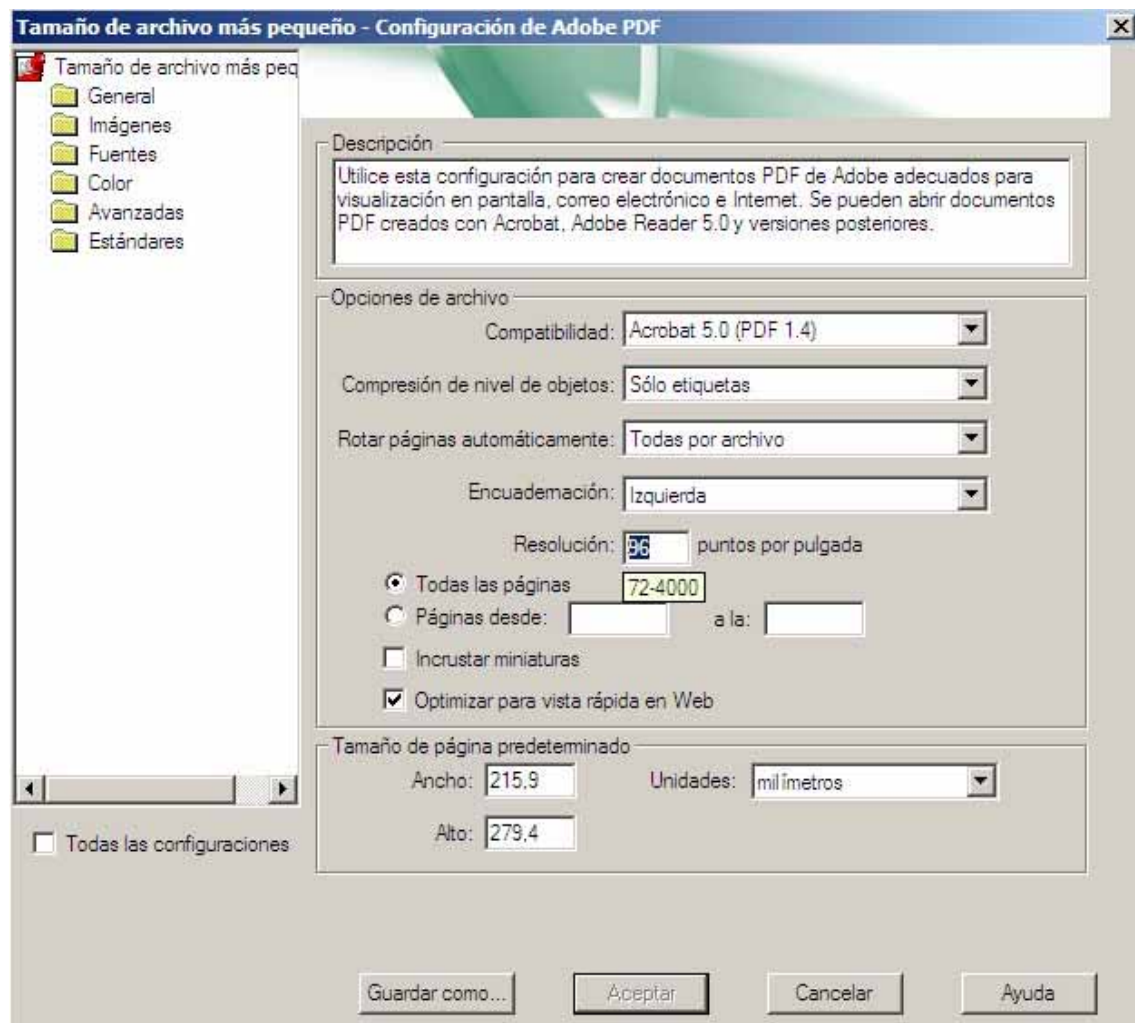 Tamaño de archivo más pequeño - Configuración de Adobe PDF
Tamaño de archivo más peq
General
Imágenes
Fuentes
Color
Avanzadas
Estándares
Todas las configuraciones
Descripción
Utilice esta configuración para crear documentos PDF de Adobe adecuados para
visualización en pantalla, correo electrónico e Internet. Se pueden abrir documentos
PDF creados con Acrobat, Adobe Reader 5.0 y versiones posteriores.
Opciones de archivo
Compatibilidad: Acrobat 5.0 (PDF 1.4)
Compresión de nivel de objetos: Sólo etiquetas
Rotar páginas automáticamente: Todas por archivo
Encuadernación: Izquierda
Resolución: 96 puntos por pulgada
Todas las páginas 72-4000
Páginas desde: a la:
Incrustar miniaturas
Optimizar para vista rápida en Web
Tamaño de página predeterminado
Ancho: 215,9 Unidades: milímetros
Alto: 279,4
Guardar como... Aceptar Cancelar Ayuda